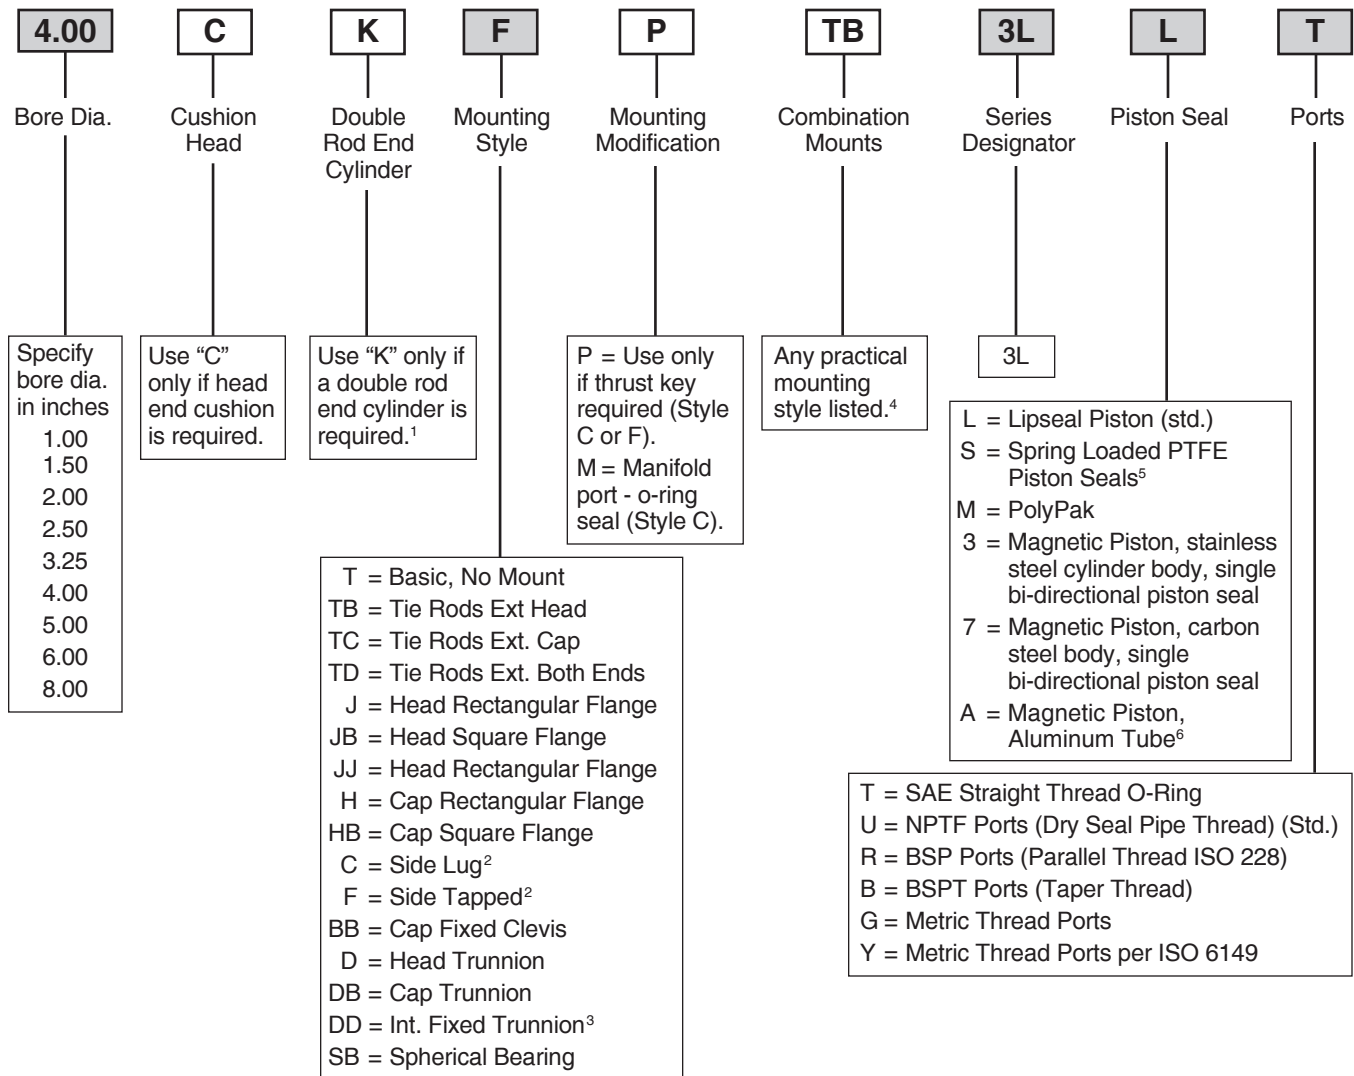 4.00 C K F P TB 3L L T
Bore Dia.
Cushion
Head
Double
Rod End
Cylinder
Mounting
Style
Mounting
Modification
Combination
Mounts
Series
Designator
Piston Seal
Ports
Specify
bore dia.
in inches
1.00
1.50
2.00
2.50
3.25
4.00
5.00
6.00
8.00
Use “C”
only if head
end cushion
is required.
Use “K” only if
a double rod
end cylinder is
required.¹
P = Use only
if thrust key
required (Style
C or F).
M = Manifold
port - o-ring
seal (Style C).
Any practical
mounting
style listed.⁴
3L
L = Lipseal Piston (std.)
S = Spring Loaded PTFE
Piston Seals⁵
M = PolyPak
3 = Magnetic Piston, stainless
steel cylinder body, single
bi-directional piston seal
7 = Magnetic Piston, carbon
steel body, single
bi-directional piston seal
A = Magnetic Piston,
Aluminum Tube⁶
T = Basic, No Mount
TB = Tie Rods Ext Head
TC = Tie Rods Ext. Cap
TD = Tie Rods Ext. Both Ends
J = Head Rectangular Flange
JB = Head Square Flange
JJ = Head Rectangular Flange
H = Cap Rectangular Flange
HB = Cap Square Flange
C = Side Lug²
F = Side Tapped²
BB = Cap Fixed Clevis
D = Head Trunnion
DB = Cap Trunnion
DD = Int. Fixed Trunnion³
SB = Spherical Bearing
T = SAE Straight Thread O-Ring
U = NPTF Ports (Dry Seal Pipe Thread) (Std.)
R = BSP Ports (Parallel Thread ISO 228)
B = BSPT Ports (Taper Thread)
G = Metric Thread Ports
Y = Metric Thread Ports per ISO 6149